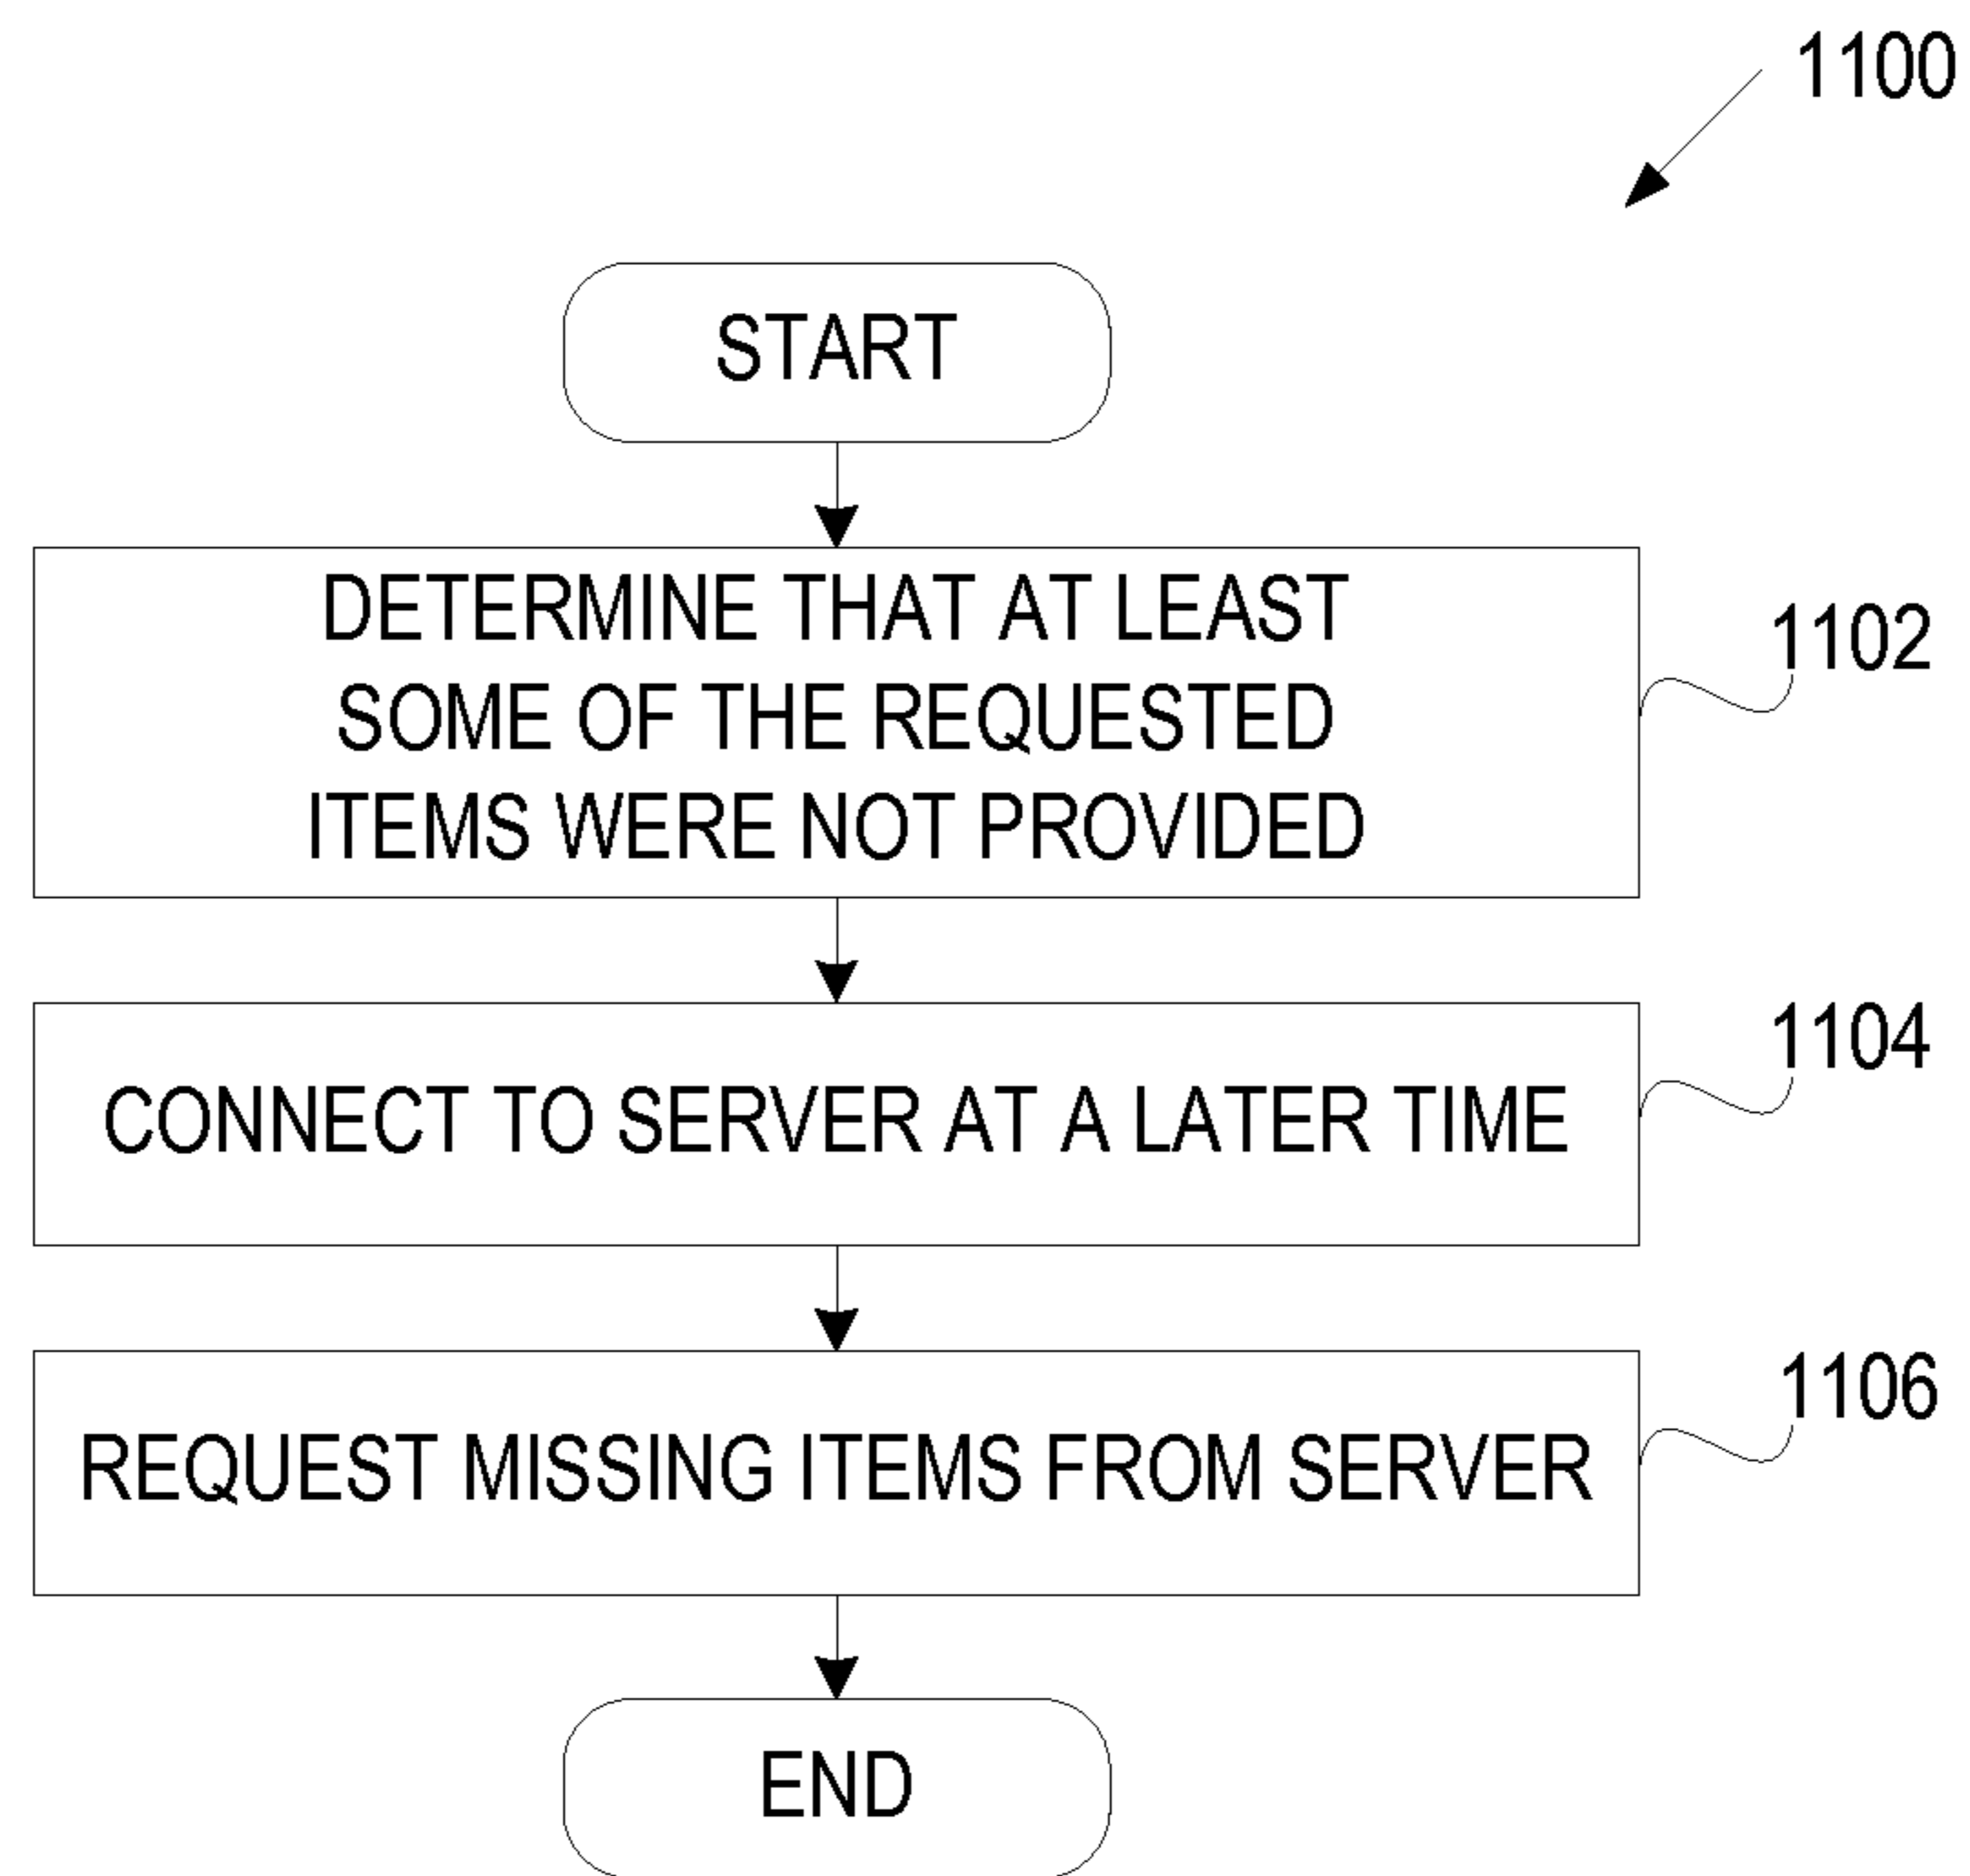 1100
START
DETERMINE THAT AT LEAST
SOME OF THE REQUESTED
ITEMS WERE NOT PROVIDED
1102
CONNECT TO SERVER AT A LATER TIME
1104
REQUEST MISSING ITEMS FROM SERVER
1106
END